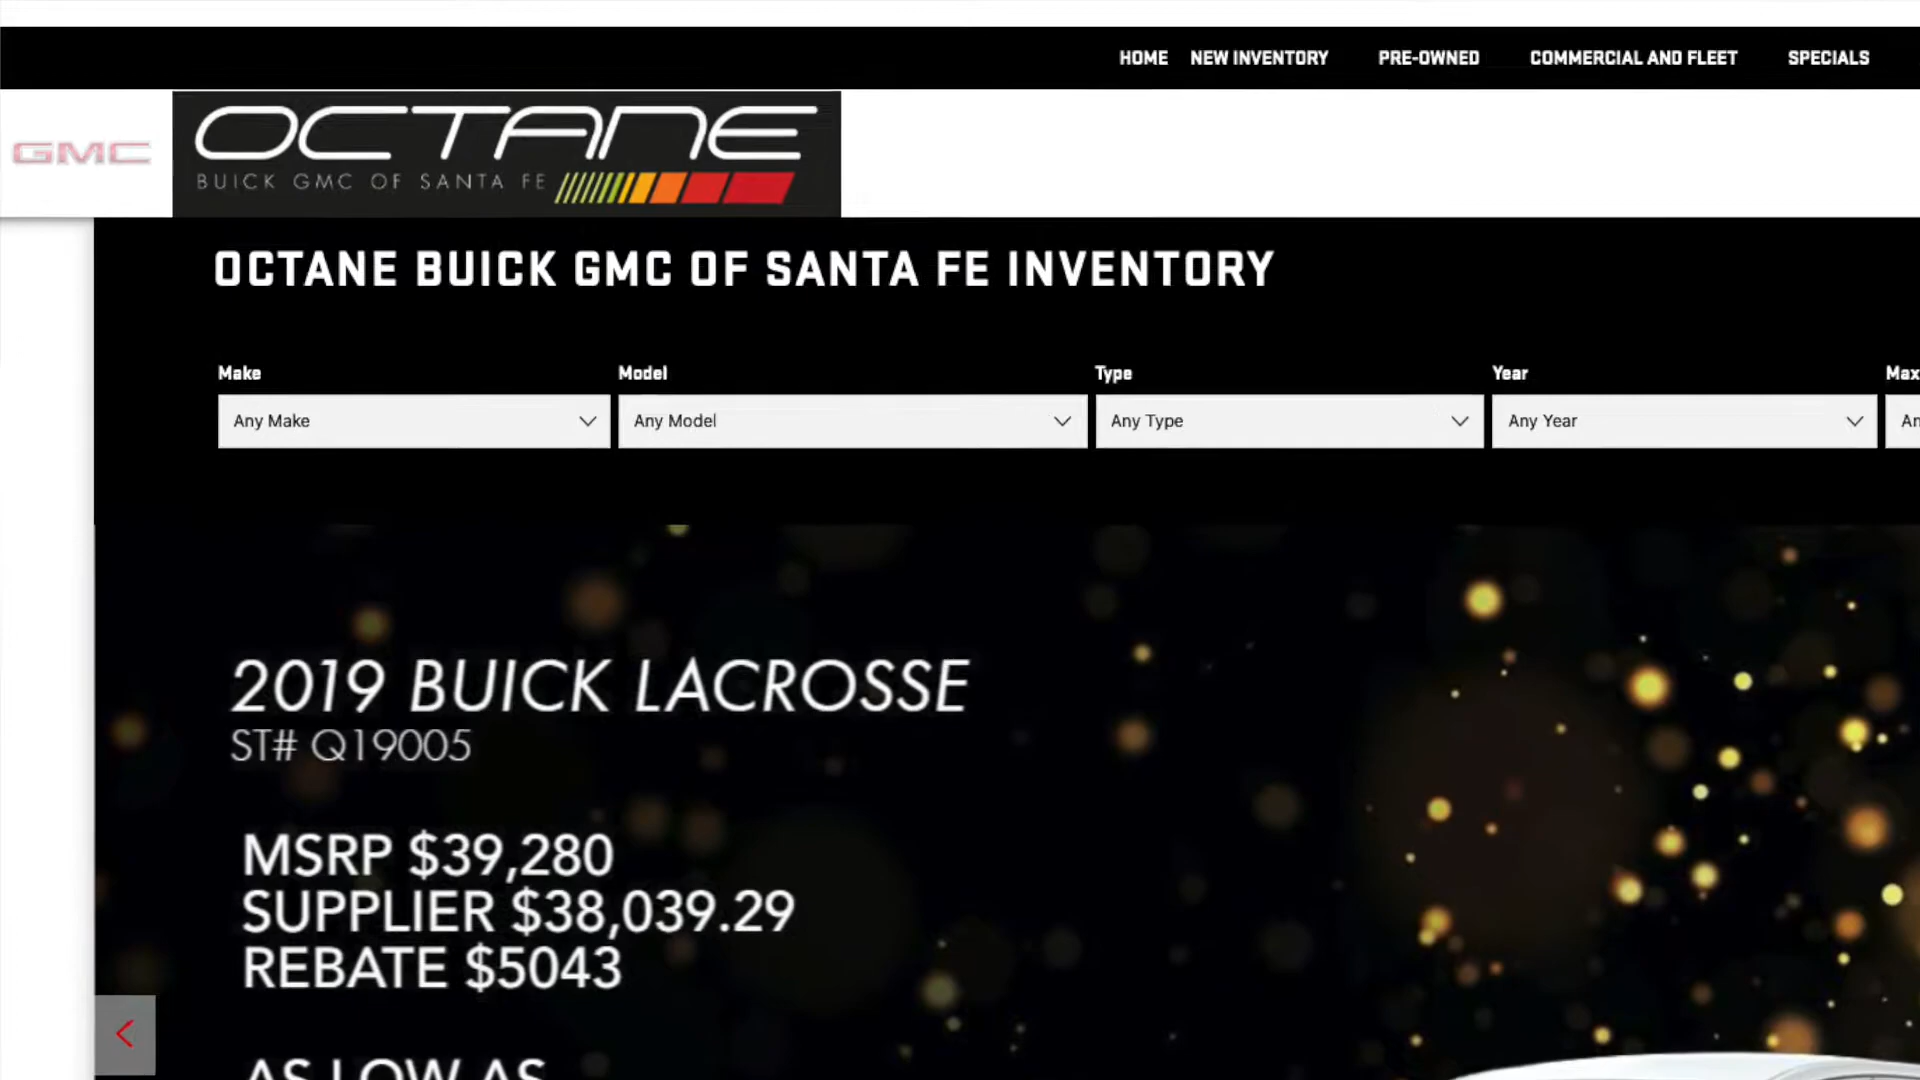 HOME NEW INVENTORY PRE-OWNED COMMERCIAL AND FLEET SPECIALS
GMC
OCTANE
BUICK GMC OF SANTA FE
OCTANE BUICK GMC OF SANTA FE INVENTORY
Make Model Type Year Max
Any Make Any Model Any Type Any Year An
2019 BUICK LACROSSE
ST# Q19005
MSRP $39,280
SUPPLIER $38,039.29
REBATE $5043
AS LOW AS